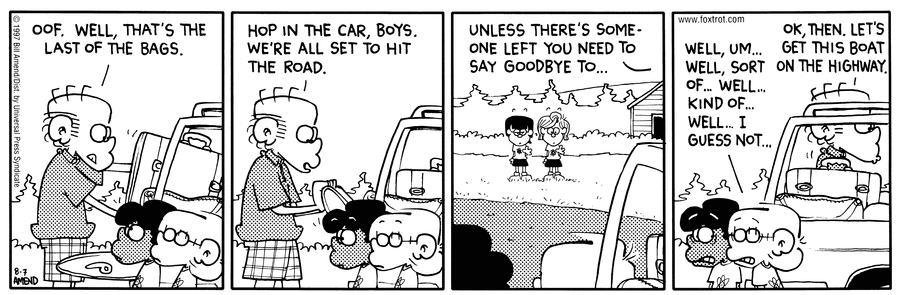 © 1997 Bill Amend/Dist. by Universal Press Syndicate
OOF. WELL, THAT'S THE
LAST OF THE BAGS.
8-7
AMEND
HOP IN THE CAR, BOYS.
WE'RE ALL SET TO HIT
THE ROAD.
UNLESS THERE'S SOME-
ONE LEFT YOU NEED TO
SAY GOODBYE TO...
www.foxtrot.com
WELL, UM...
WELL, SORT
OF... WELL...
KIND OF...
WELL... I
GUESS NOT...
OK, THEN. LET'S
GET THIS BOAT
ON THE HIGHWAY.